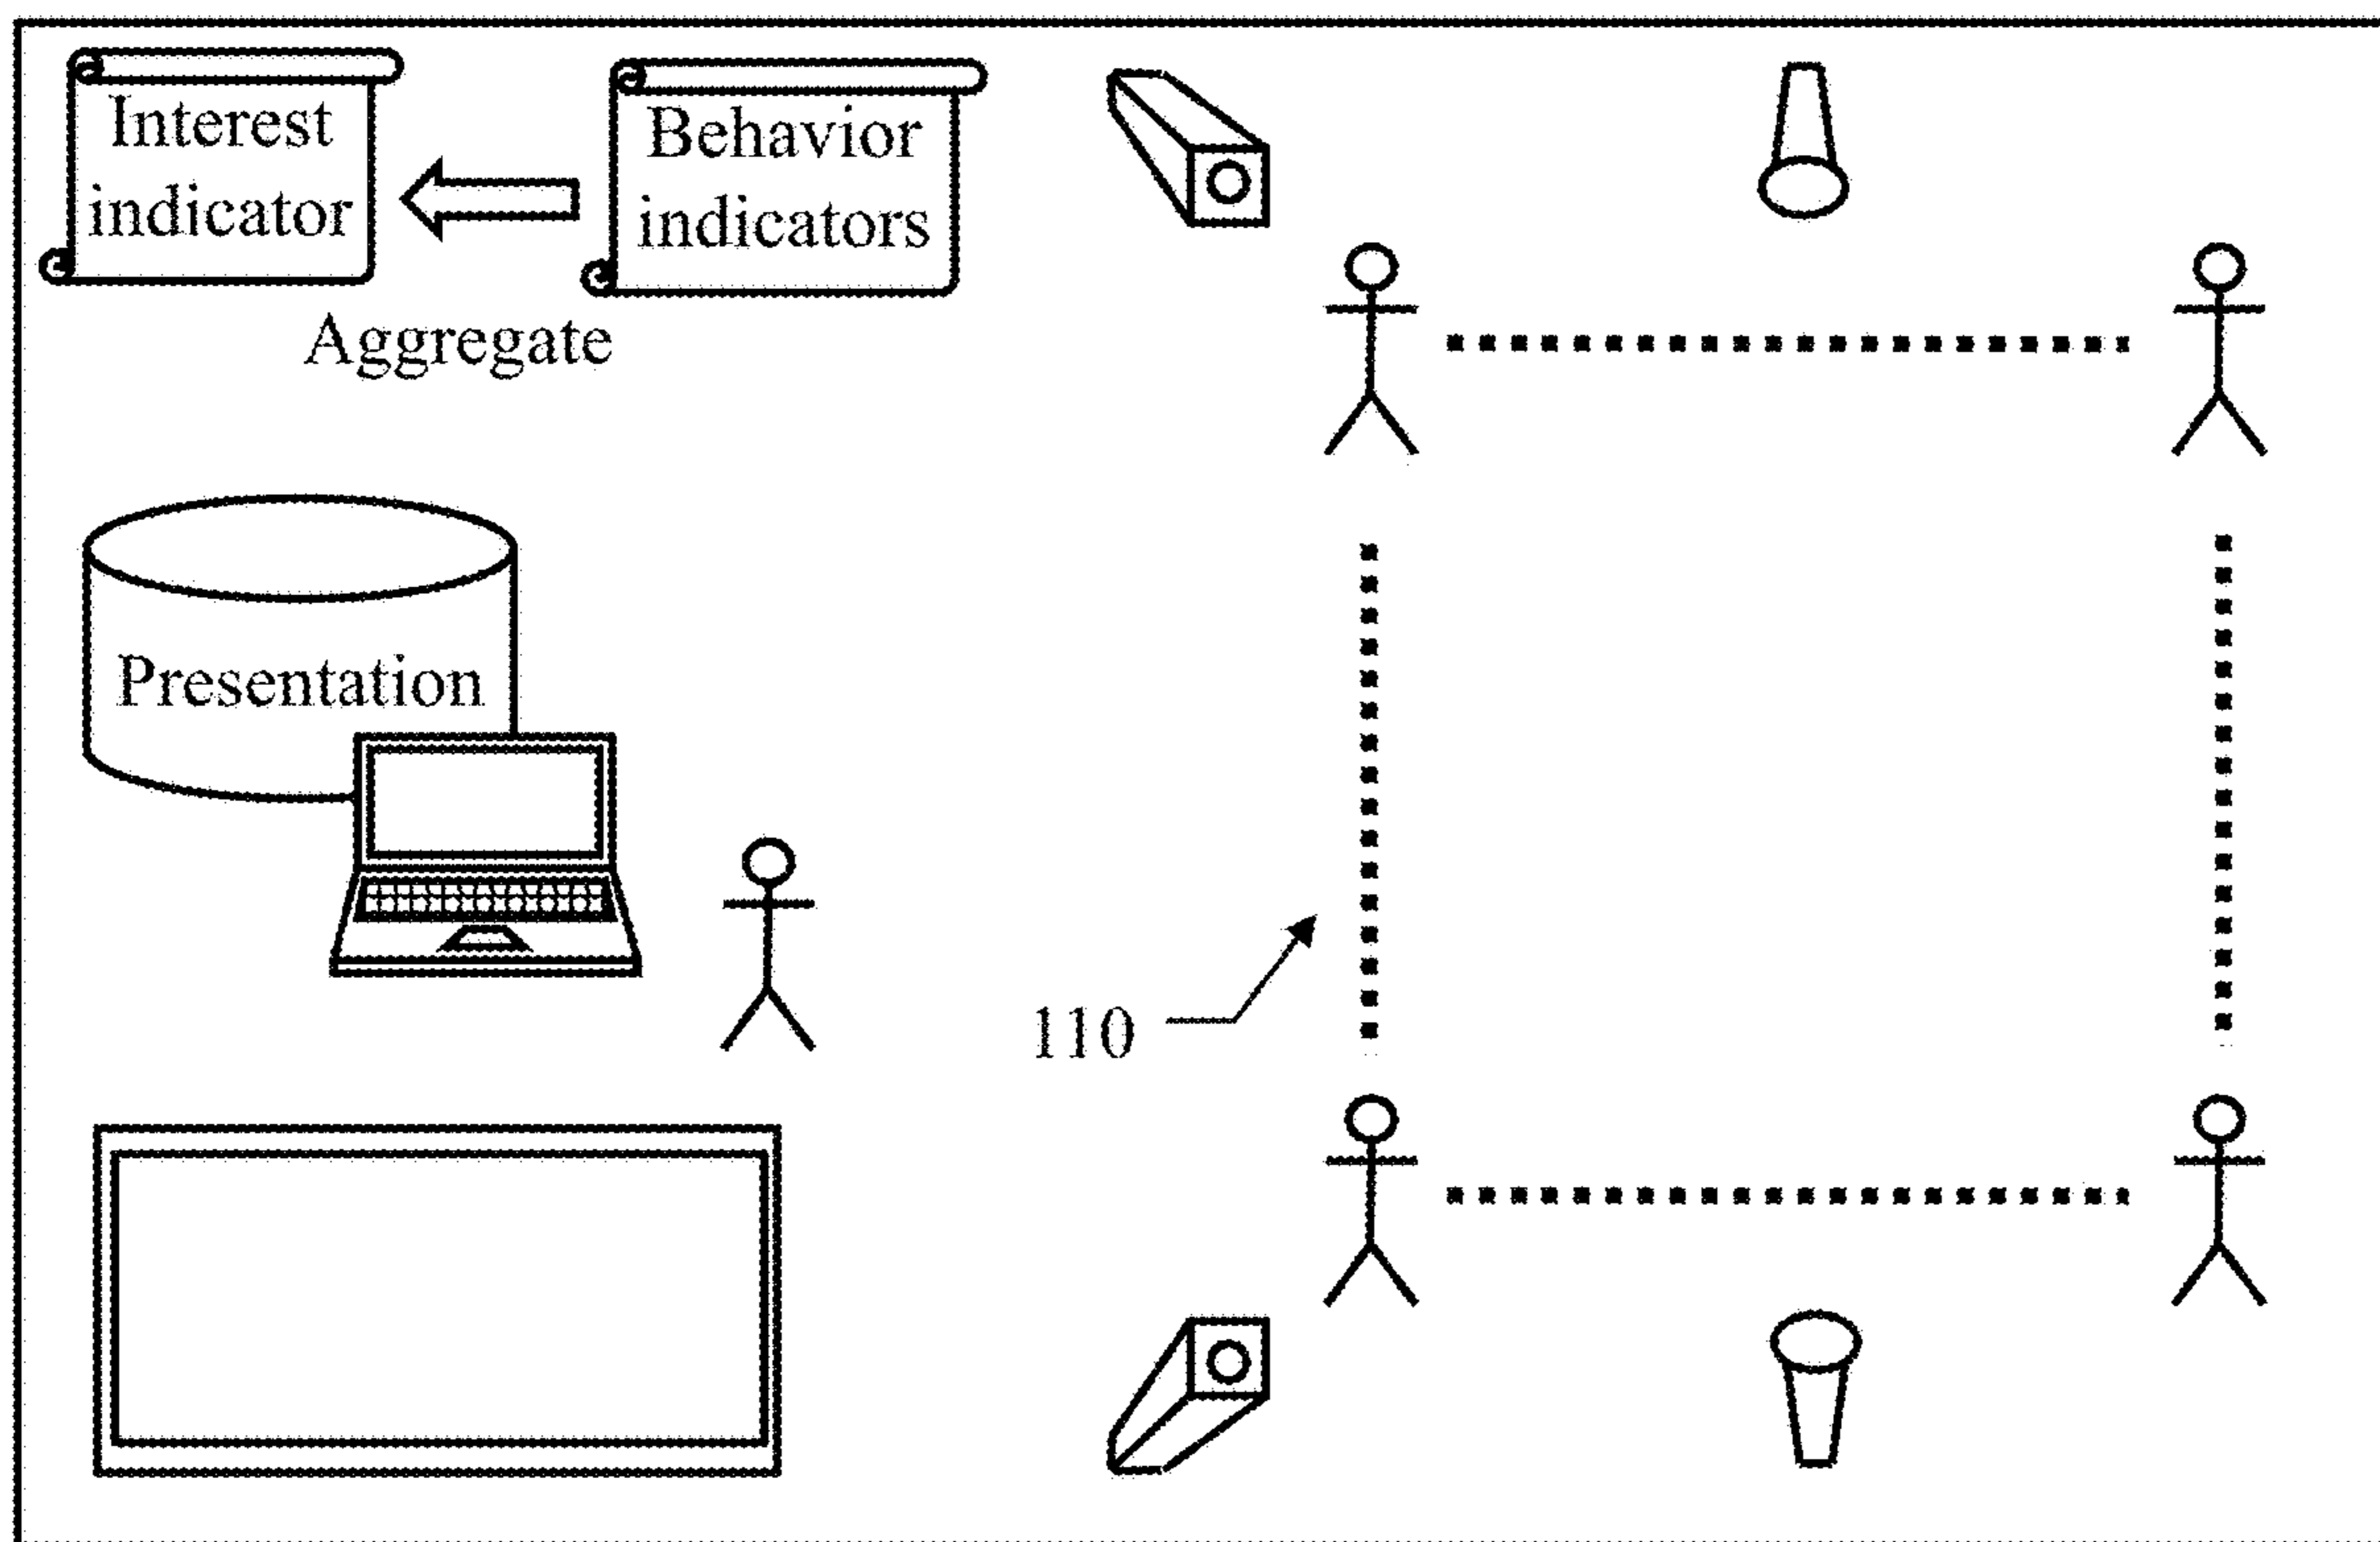 Interest
indicator
Behavior
indicators
Aggregate
Presentation
110